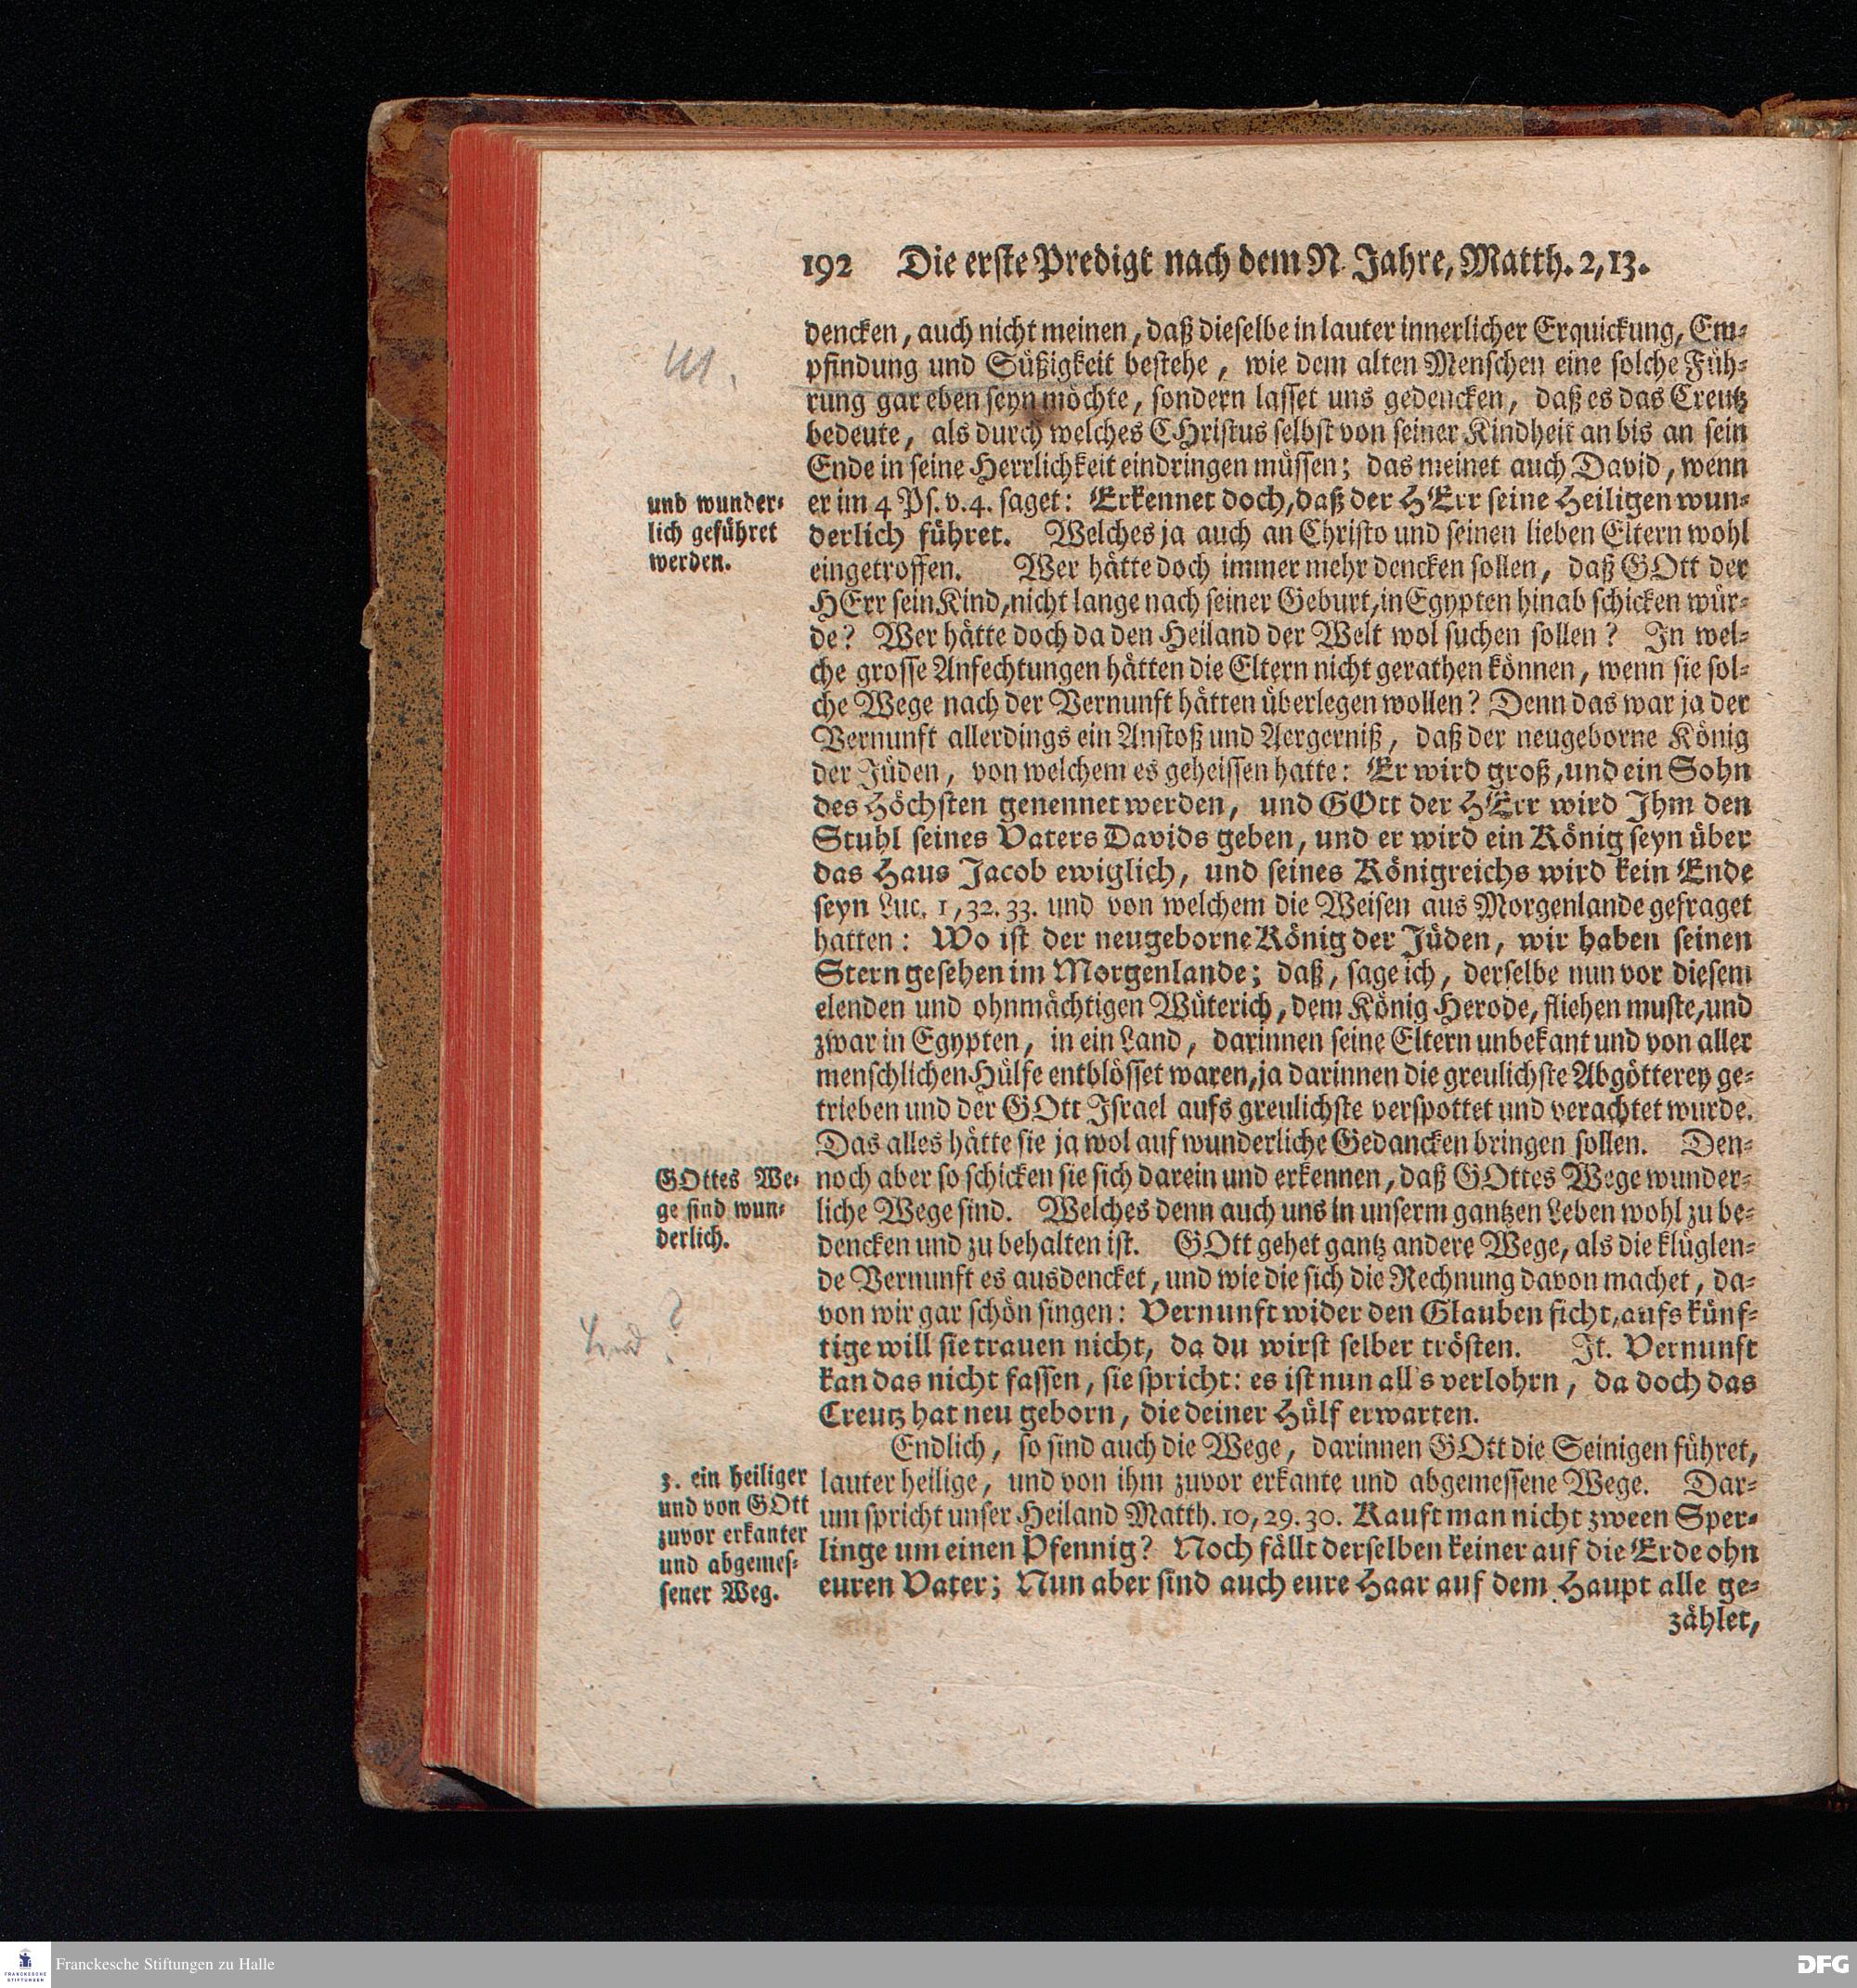 192 Die erste Predigt nach dem N. Jahre, Matth. 2, 13.
dencken, auch nicht meinen, daß dieselbe in lauter innerlicher Erquickung, Em-
pfindung und Süßigkeit bestehe, wie dem alten Menschen eine solche Füh-
rung gar eben seyn möchte, sondern lasset uns gedencken, daß es das Creutz
bedeute, als durch welches CHristus selbst von seiner Kindheit an bis an sein
Ende in seine Herrlichkeit eindringen müssen; das meinet auch David, wenn
und wunder-
lich geführet
werden.
er im 4 Ps. v. 4. saget: Erkennet doch, daß der HErr seine Heiligen wun-
derlich führet. Welches ja auch an Christo und seinen lieben Eltern wohl
eingetroffen. Wer hätte doch immer mehr dencken sollen, daß GOtt der
HErr sein Kind, nicht lange nach seiner Geburt, in Egypten hinab schicken wür-
de? Wer hätte doch da den Heiland der Welt wol suchen sollen? In wel-
che grosse Anfechtungen hätten die Eltern nicht gerathen können, wenn sie sol-
che Wege nach der Vernunft hätten überlegen wollen? Denn das war ja der
Vernunft allerdings ein Anstoß und Aergerniß, daß der neugeborne König
der Jüden, von welchem es geheissen hatte: Er wird groß, und ein Sohn
des Höchsten genennet werden, und GOtt der HErr wird Ihm den
Stuhl seines Vaters Davids geben, und er wird ein König seyn über
das Haus Jacob ewiglich, und seines Königreichs wird kein Ende
seyn Luc. 1, 32. 33. und von welchem die Weisen aus Morgenlande gefraget
hatten: Wo ist der neugeborne König der Jüden, wir haben seinen
Stern gesehen im Morgenlande; daß, sage ich, derselbe nun vor diesem
elenden und ohnmächtigen Wüterich, dem König Herode, fliehen muste, und
zwar in Egypten, in ein Land, darinnen seine Eltern unbekant und von aller
menschlichen Hülfe entblösset waren, ja darinnen die greulichste Abgötterey ge-
trieben und der GOtt Israel aufs greulichste verspottet und verachtet wurde.
Das alles hätte sie ja wol auf wunderliche Gedancken bringen sollen. Den-
GOttes We-
ge sind wun-
derlich.
noch aber so schicken sie sich darein und erkennen, daß GOttes Wege wunder-
liche Wege sind. Welches denn auch uns in unserm gantzen Leben wohl zu be-
dencken und zu behalten ist. GOtt gehet gantz andere Wege, als die klüglen-
de Vernunft es ausdencket, und wie die sich die Rechnung davon machet, da-
von wir gar schön singen: Vernunft wider den Glauben ficht, aufs künf-
tige will sie trauen nicht, da du wirst selber trösten. It. Vernunft
kan das nicht fassen, sie spricht: es ist nun all's verlohrn, da doch das
Creutz hat neu geborn, die deiner Hülf erwarten.
Endlich, so sind auch die Wege, darinnen GOtt die Seinigen führet,
3. ein heiliger
und von GOtt
zuvor erkanter
und abgemes-
sener Weg.
lauter heilige, und von ihm zuvor erkante und abgemessene Wege. Dar-
um spricht unser Heiland Matth. 10, 29. 30. Kauft man nicht zween Sper-
linge um einen Pfennig? Noch fällt derselben keiner auf die Erde ohn
euren Vater; Nun aber sind auch eure Haar auf dem Haupt alle ge-
zählet,
Franckesche Stiftungen zu Halle
FRANCKESCHE
STIFTUNGEN
DFG